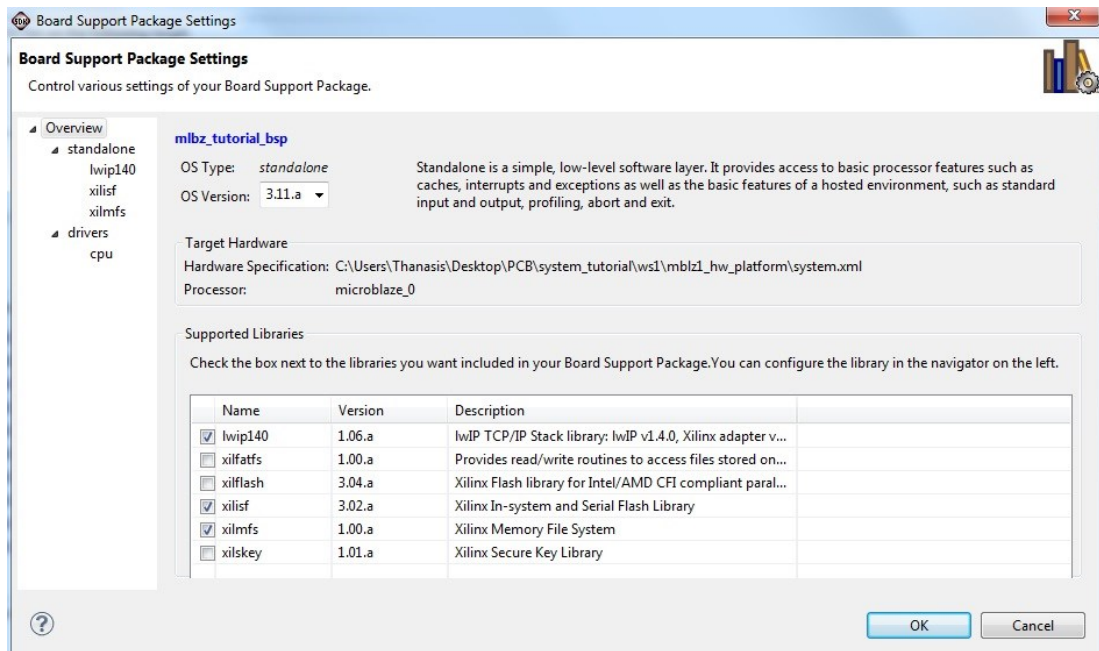 SDK Board Support Package Settings
Board Support Package Settings
Control various settings of your Board Support Package.
Overview
standalone
lwip140
xilisf
xilmfs
drivers
cpu
mlbz_tutorial_bsp
OS Type: standalone
OS Version: 3.11.a
Standalone is a simple, low-level software layer. It provides access to basic processor features such as
caches, interrupts and exceptions as well as the basic features of a hosted environment, such as standard
input and output, profiling, abort and exit.
Target Hardware
Hardware Specification: C:\Users\Thanasis\Desktop\PCB\system_tutorial\ws1\mblz1_hw_platform\system.xml
Processor: microblaze_0
Supported Libraries
Check the box next to the libraries you want included in your Board Support Package.You can configure the library in the navigator on the left.
Name Version Description
lwip140 1.06.a lwIP TCP/IP Stack library: lwIP v1.4.0, Xilinx adapter v...
xilfatfs 1.00.a Provides read/write routines to access files stored on...
xilflash 3.04.a Xilinx Flash library for Intel/AMD CFI compliant paral...
xilisf 3.02.a Xilinx In-system and Serial Flash Library
xilmfs 1.00.a Xilinx Memory File System
xilskey 1.01.a Xilinx Secure Key Library
?
OK Cancel